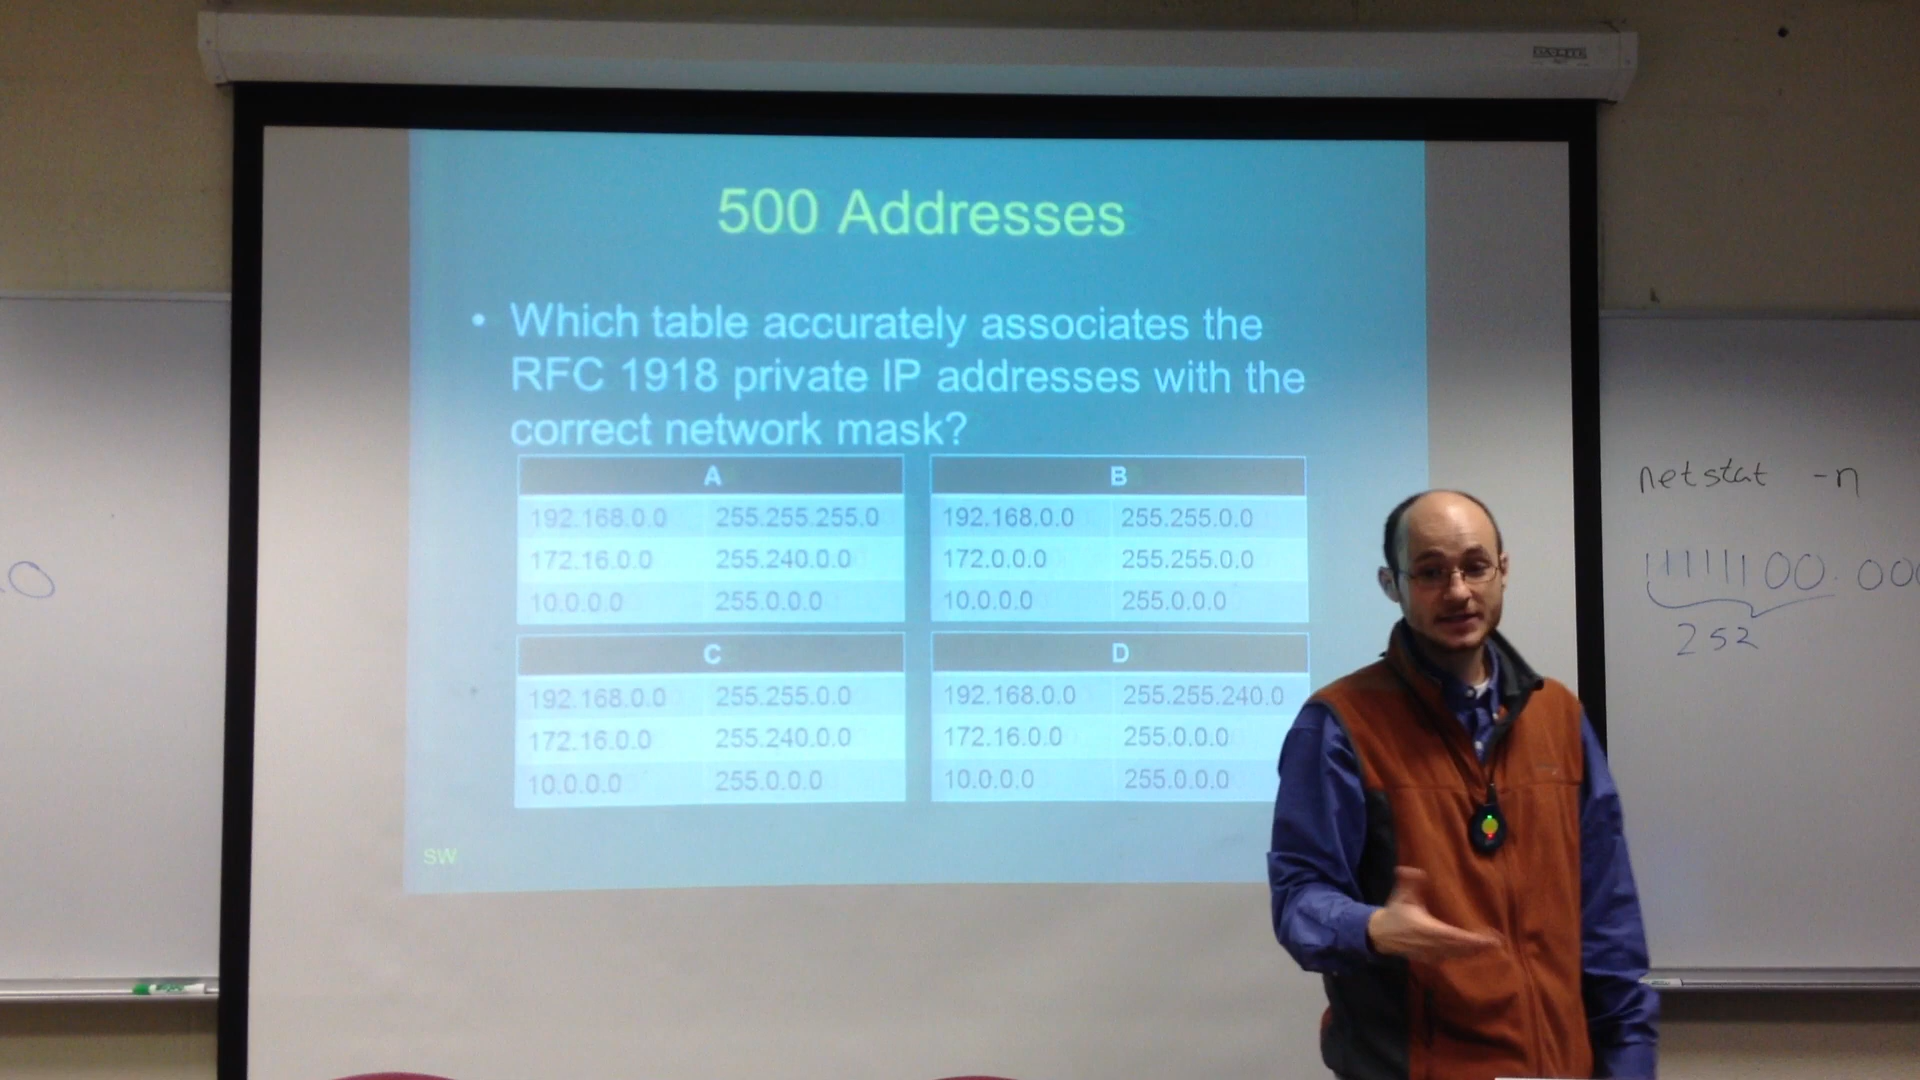 DA-LITE
500 Addresses
• Which table accurately associates the
RFC 1918 private IP addresses with the
correct network mask?
A
192.168.0.0 255.255.255.0
172.16.0.0 255.240.0.0
10.0.0.0 255.0.0.0
B
192.168.0.0 255.255.0.0
172.0.0.0 255.255.0.0
10.0.0.0 255.0.0.0
C
192.168.0.0 255.255.0.0
172.16.0.0 255.240.0.0
10.0.0.0 255.0.0.0
D
192.168.0.0 255.255.240.0
172.16.0.0 255.0.0.0
10.0.0.0 255.0.0.0
SW
.0
netstat -n
11111100.000
252